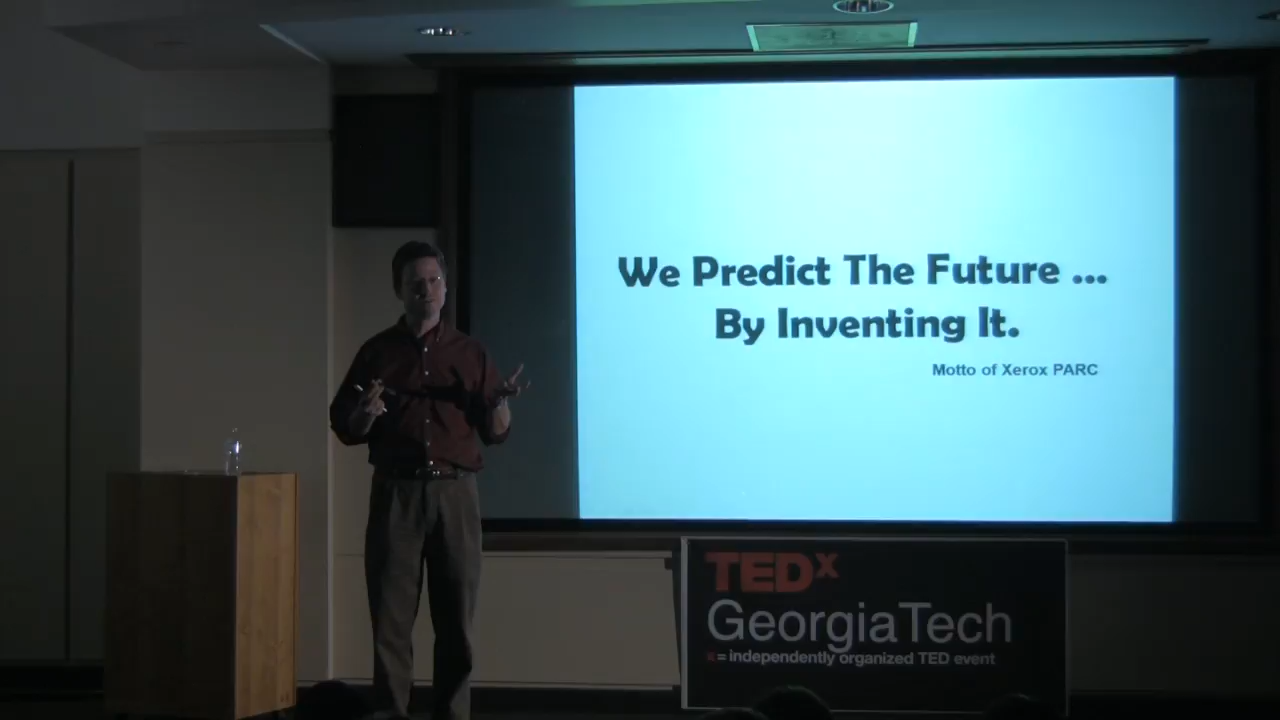 We Predict The Future ...
By Inventing It.
Motto of Xerox PARC
TEDx
GeorgiaTech
x = independently organized TED event